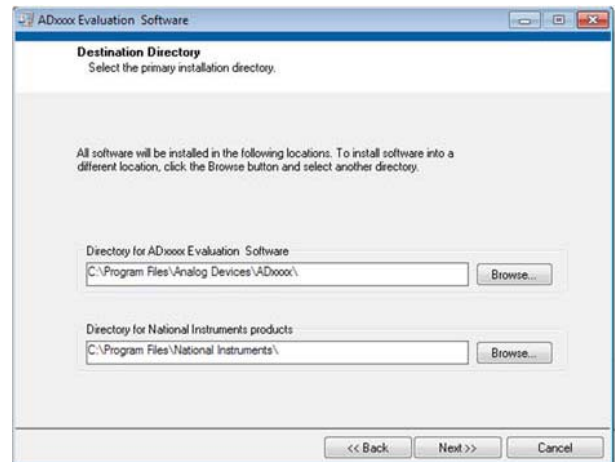 ADxxxx Evaluation Software
Destination Directory
Select the primary installation directory.
All software will be installed in the following locations. To install software into a
different location, click the Browse button and select another directory.
Directory for ADxxxx Evaluation Software
C:\Program Files\Analog Devices\ADxxxx\
Browse...
Directory for National Instruments products
C:\Program Files\National Instruments\
Browse...
<< Back
Next >>
Cancel